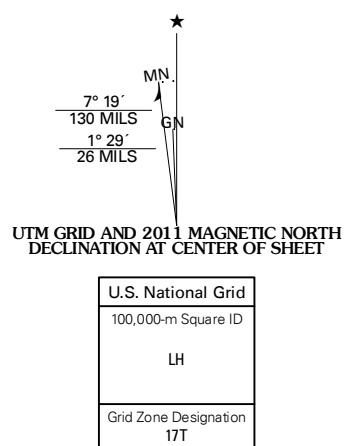 ★
MN.
7° 19´
130 MILS
GN
1° 29´
26 MILS
UTM GRID AND 2011 MAGNETIC NORTH
DECLINATION AT CENTER OF SHEET
U.S. National Grid
100,000-m Square ID
LH
Grid Zone Designation
17T